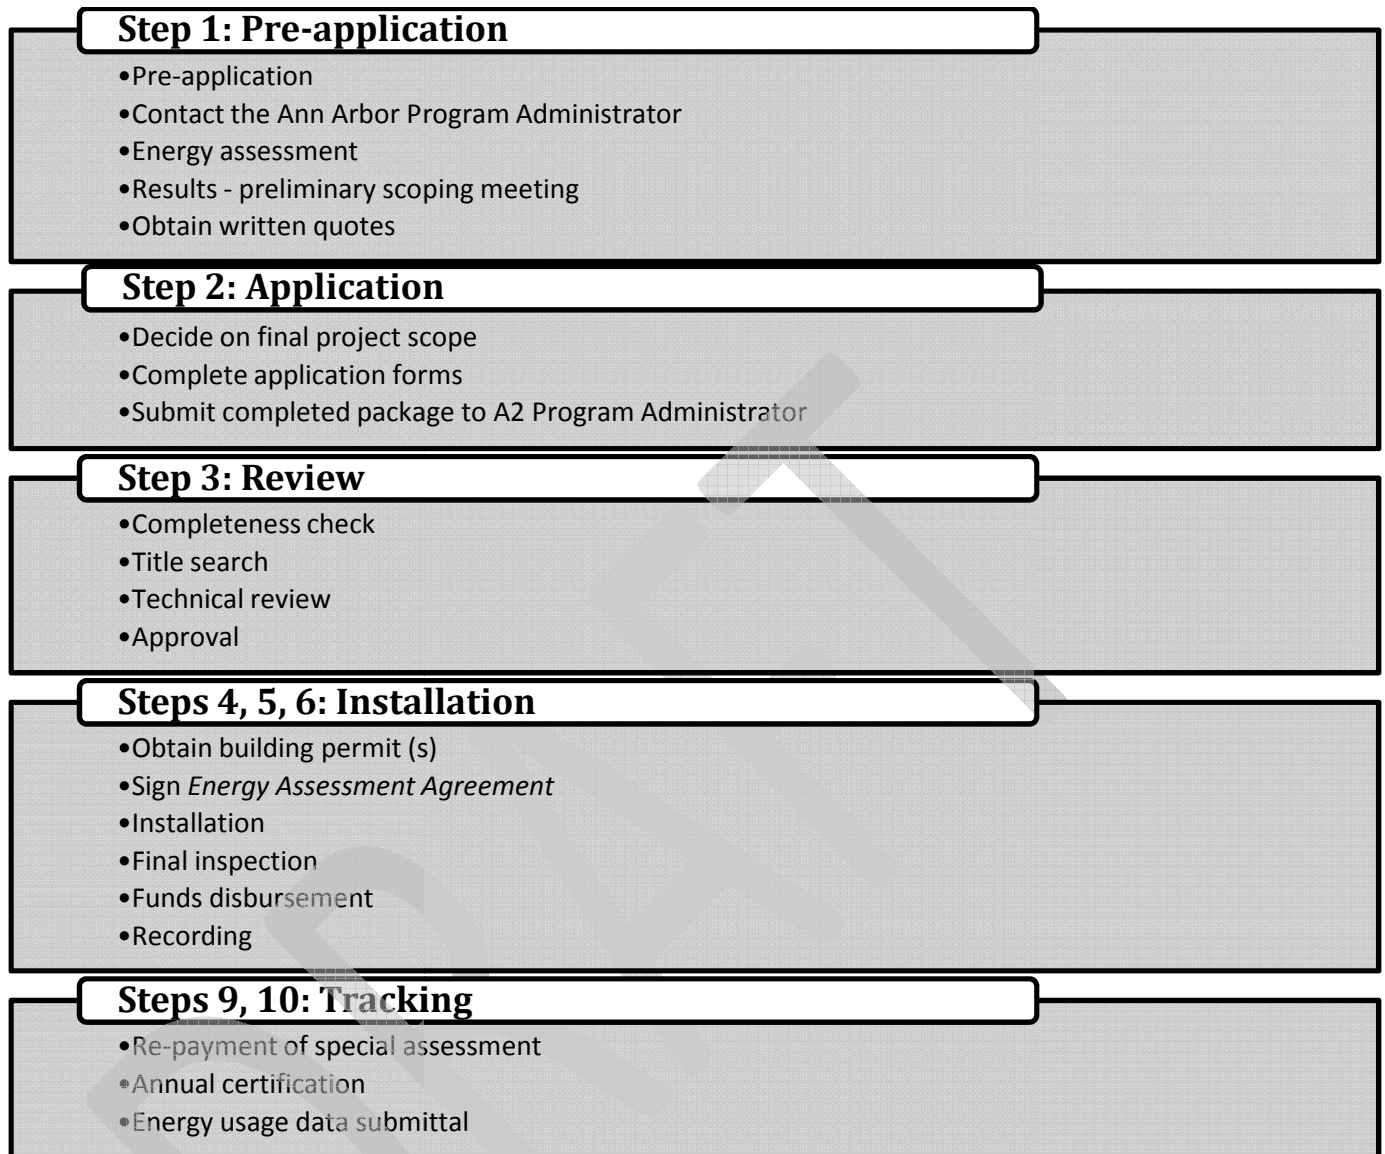 Step 1: Pre-application
•Pre-application
•Contact the Ann Arbor Program Administrator
•Energy assessment
•Results - preliminary scoping meeting
•Obtain written quotes
Step 2: Application
•Decide on final project scope
•Complete application forms
•Submit completed package to A2 Program Administrator
Step 3: Review
•Completeness check
•Title search
•Technical review
•Approval
Steps 4, 5, 6: Installation
•Obtain building permit (s)
•Sign Energy Assessment Agreement
•Installation
•Final inspection
•Funds disbursement
•Recording
Steps 9, 10: Tracking
•Re-payment of special assessment
•Annual certification
•Energy usage data submittal
DRAFT